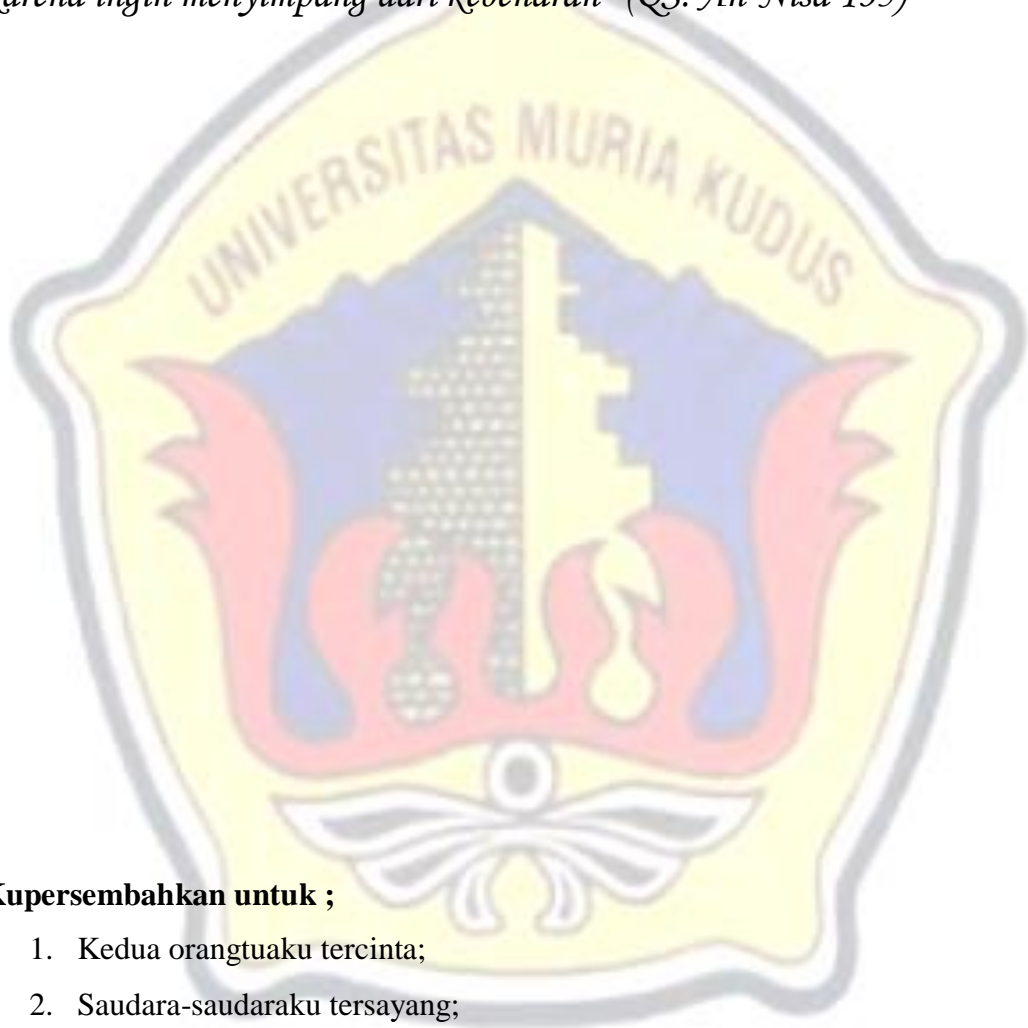 karena ingin menyimpang dari kebenaran" (QS. An-Nisa 135)
UNIVERSITAS MURIA KUDUS
Kupersembahkan untuk ;
1. Kedua orangtuaku tercinta;
2. Saudara-saudaraku tersayang;